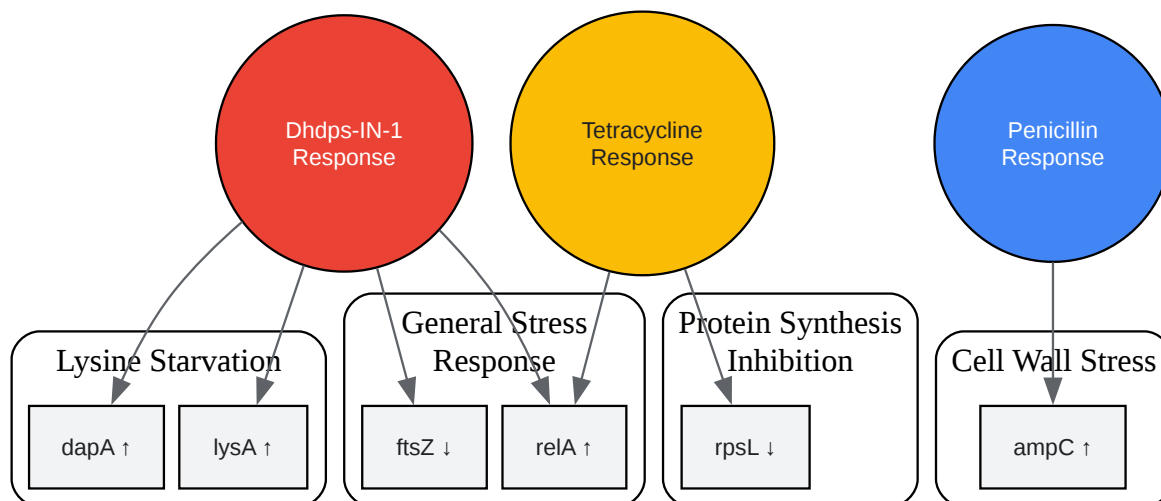 Dhdps-IN-1
Response
Tetracycline
Response
Penicillin
Response
Lysine Starvation
General Stress
Response
Protein Synthesis
Inhibition
Cell Wall Stress
dapA ↑
lysA ↑
ftsZ ↓
relA ↑
rpsL ↓
ampC ↑